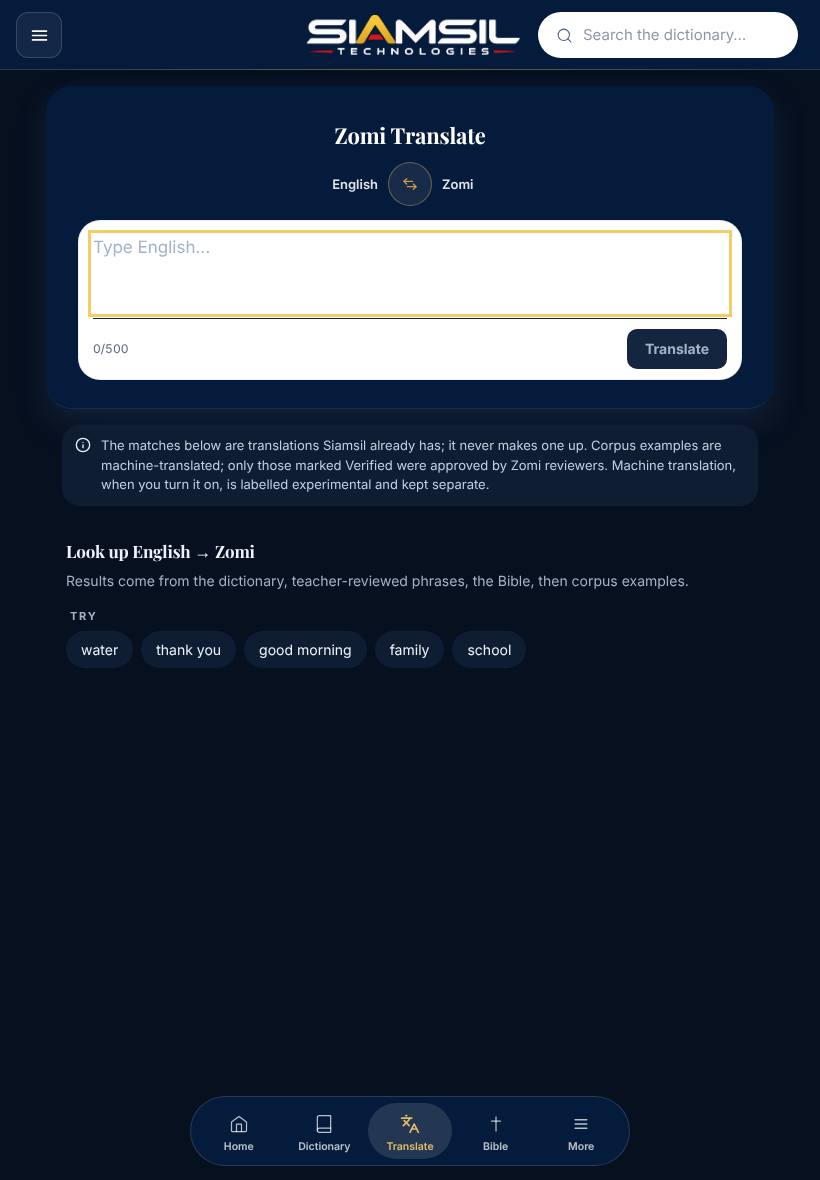 SIAMSIL
TECHNOLOGIES
Search the dictionary...
Zomi Translate
English
Zomi
Type English...
0/500
Translate
The matches below are translations Siamsil already has; it never makes one up. Corpus examples are
machine-translated; only those marked Verified were approved by Zomi reviewers. Machine translation,
when you turn it on, is labelled experimental and kept separate.
Look up English → Zomi
Results come from the dictionary, teacher-reviewed phrases, the Bible, then corpus examples.
TRY
water
thank you
good morning
family
school
Home
Dictionary
Translate
Bible
More